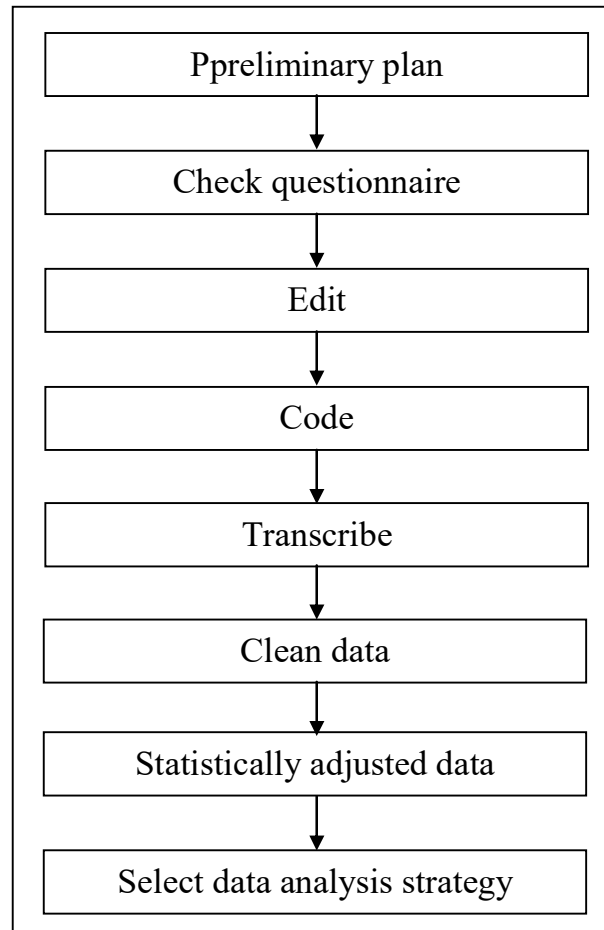 Ppreliminary plan
Check questionnaire
Edit
Code
Transcribe
Clean data
Statistically adjusted data
Select data analysis strategy